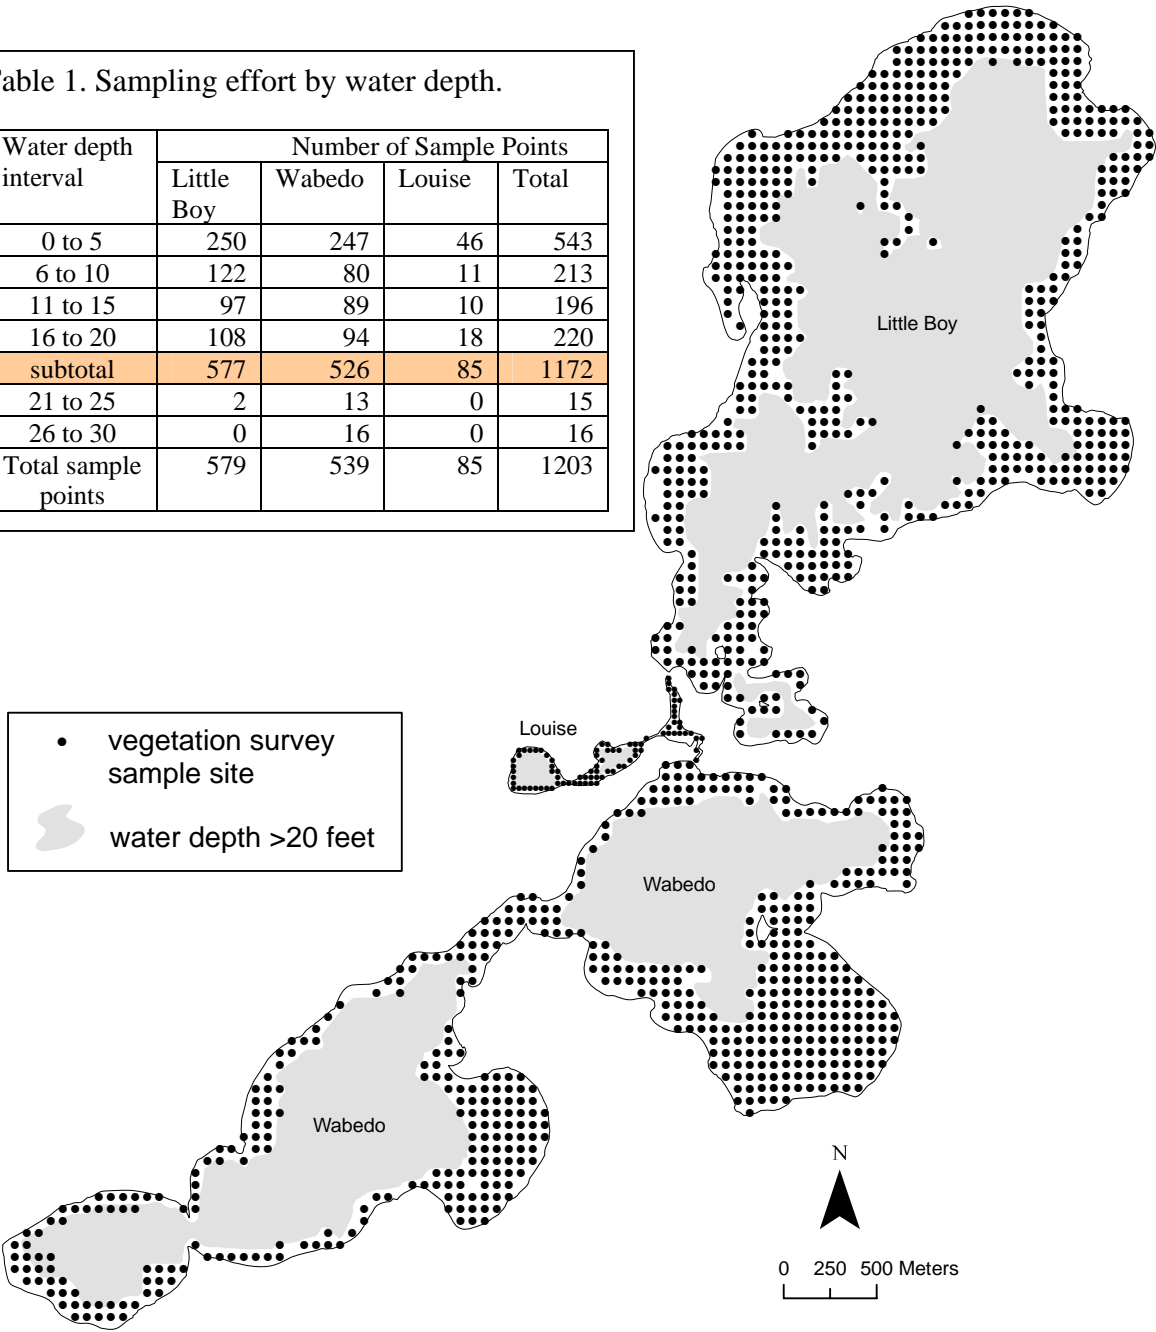 able 1. Sampling effort by water depth.
Water depth interval Number of Sample Points
Little Boy Wabedo Louise Total
0 to 5 250 247 46 543
6 to 10 122 80 11 213
11 to 15 97 89 10 196
16 to 20 108 94 18 220
subtotal 577 526 85 1172
21 to 25 2 13 0 15
26 to 30 0 16 0 16
Total sample points 579 539 85 1203
Little Boy
Louise
vegetation survey
sample site
water depth >20 feet
Wabedo
Wabedo
N
0 250 500 Meters